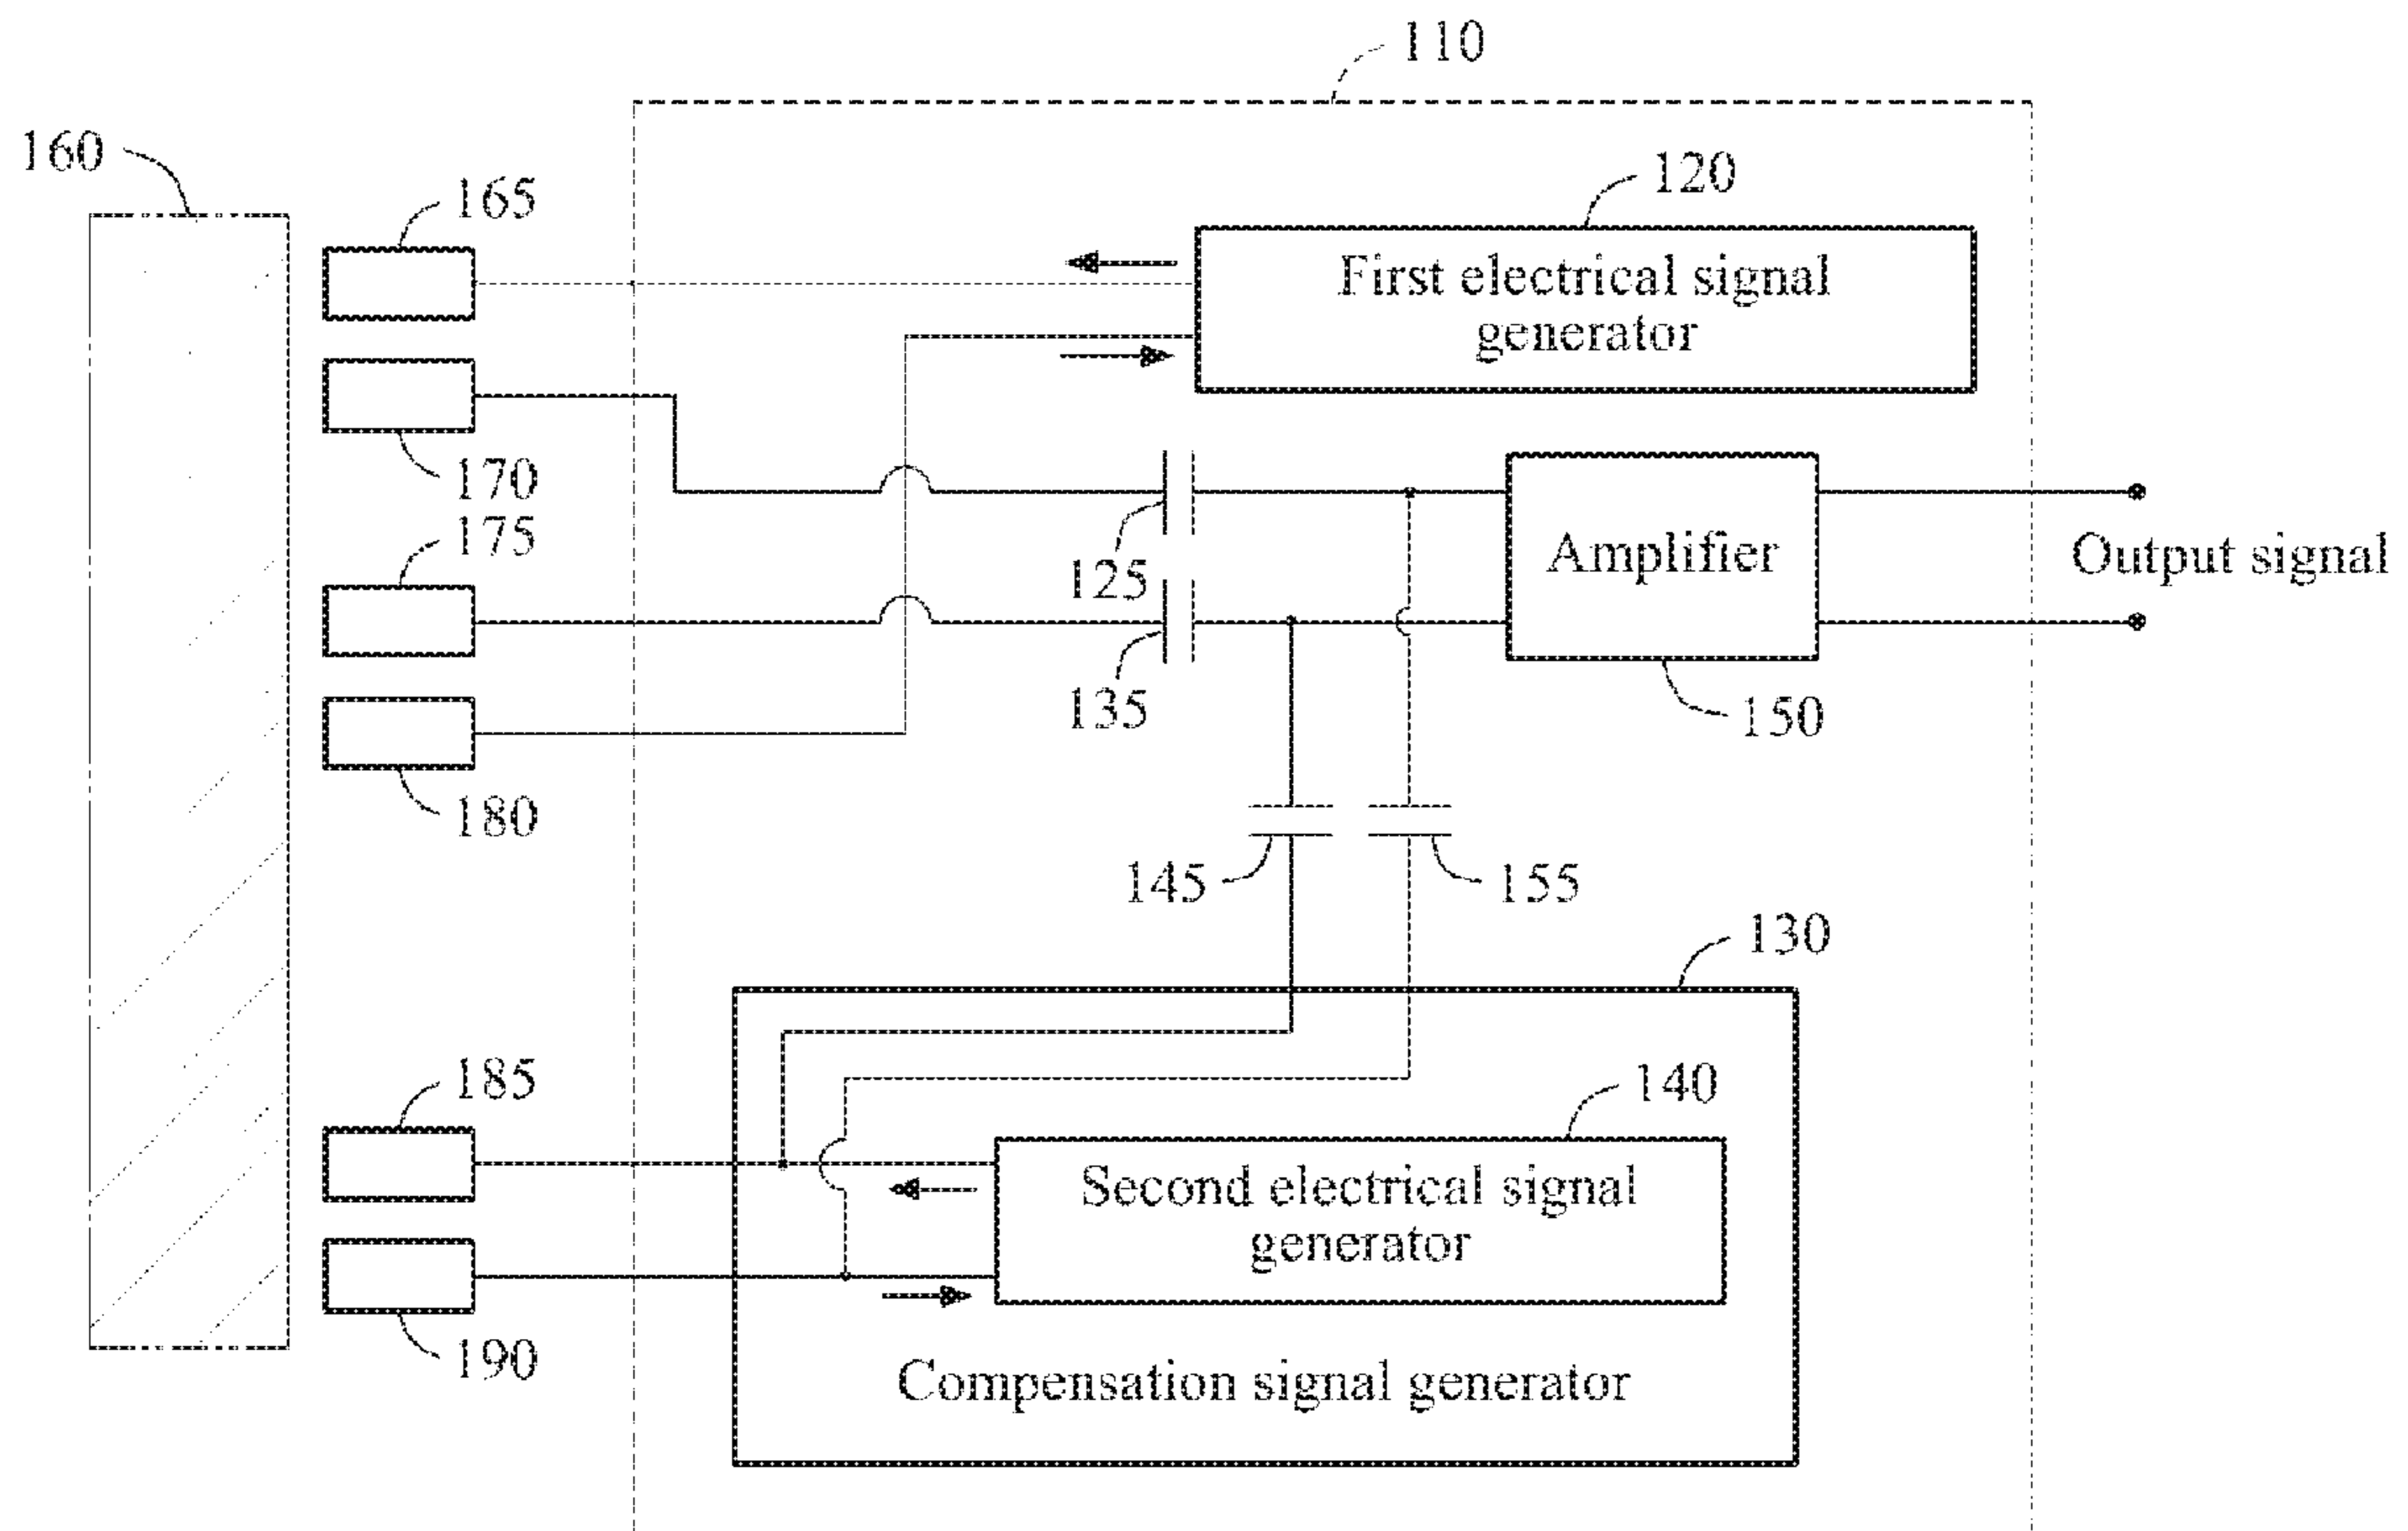 110
160
165
120
First electrical signal
generator
170
175
125
Amplifier
Output signal
135
150
180
145
155
130
185
140
Second electrical signal
generator
190
Compensation signal generator